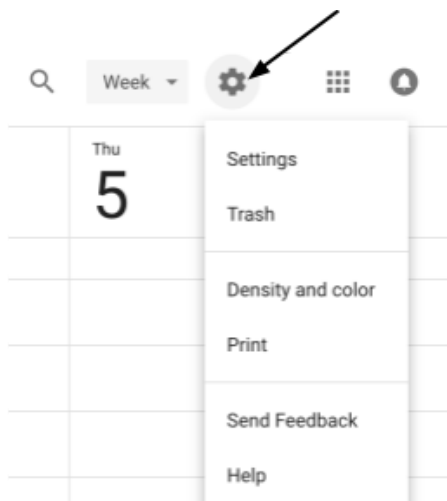 Week
Thu
5
Settings
Trash
Density and color
Print
Send Feedback
Help